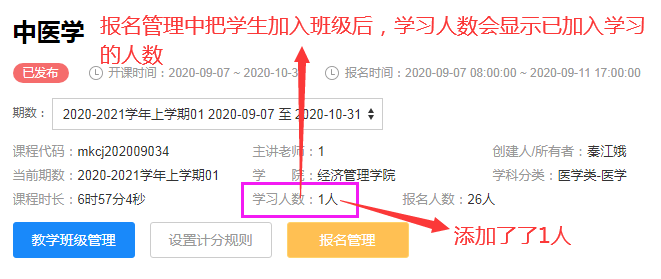 中医学 报名管理中把学生加入班级后，学习人数会显示已加入学习
的人数
已发布 开课时间：2020-09-07 ~ 2020-10-3 报名时间：2020-09-07 08:00:00 ~ 2020-09-11 17:00:00
期数： 2020-2021学年上学期01 2020-09-07 至 2020-10-31
课程代码：mkcj202009034 主讲老师：1 创建人/所有者：秦江娥
当前期数：2020-2021学年上学期01 学 院：经济管理学院 学科分类：医学类-医学
课程时长：6时57分4秒 学习人数：1人 报名人数：26人
教学班级管理 设置计分规则 报名管理 添加了了1人